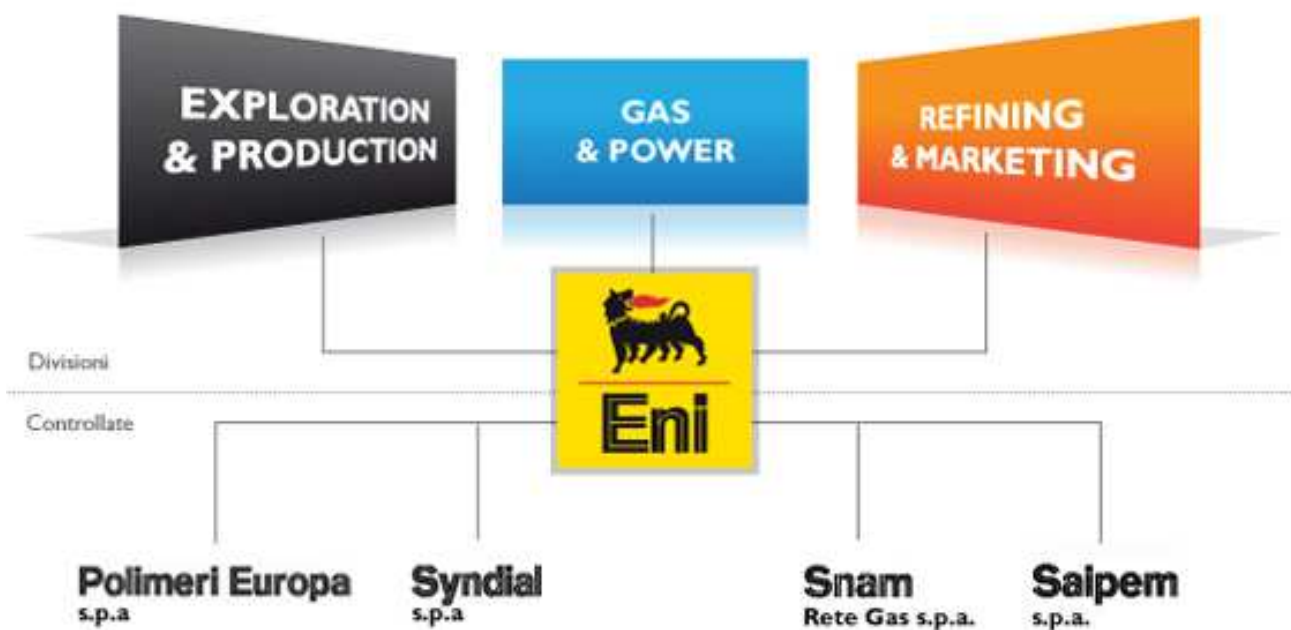 EXPLORATION
& PRODUCTION
GAS
& POWER
REFINING
& MARKETING
Divisioni
Eni
Controllate
Polimeri Europa
s.p.a
Syndial
s.p.a
Snam
Rete Gas s.p.a.
Saipem
s.p.a.